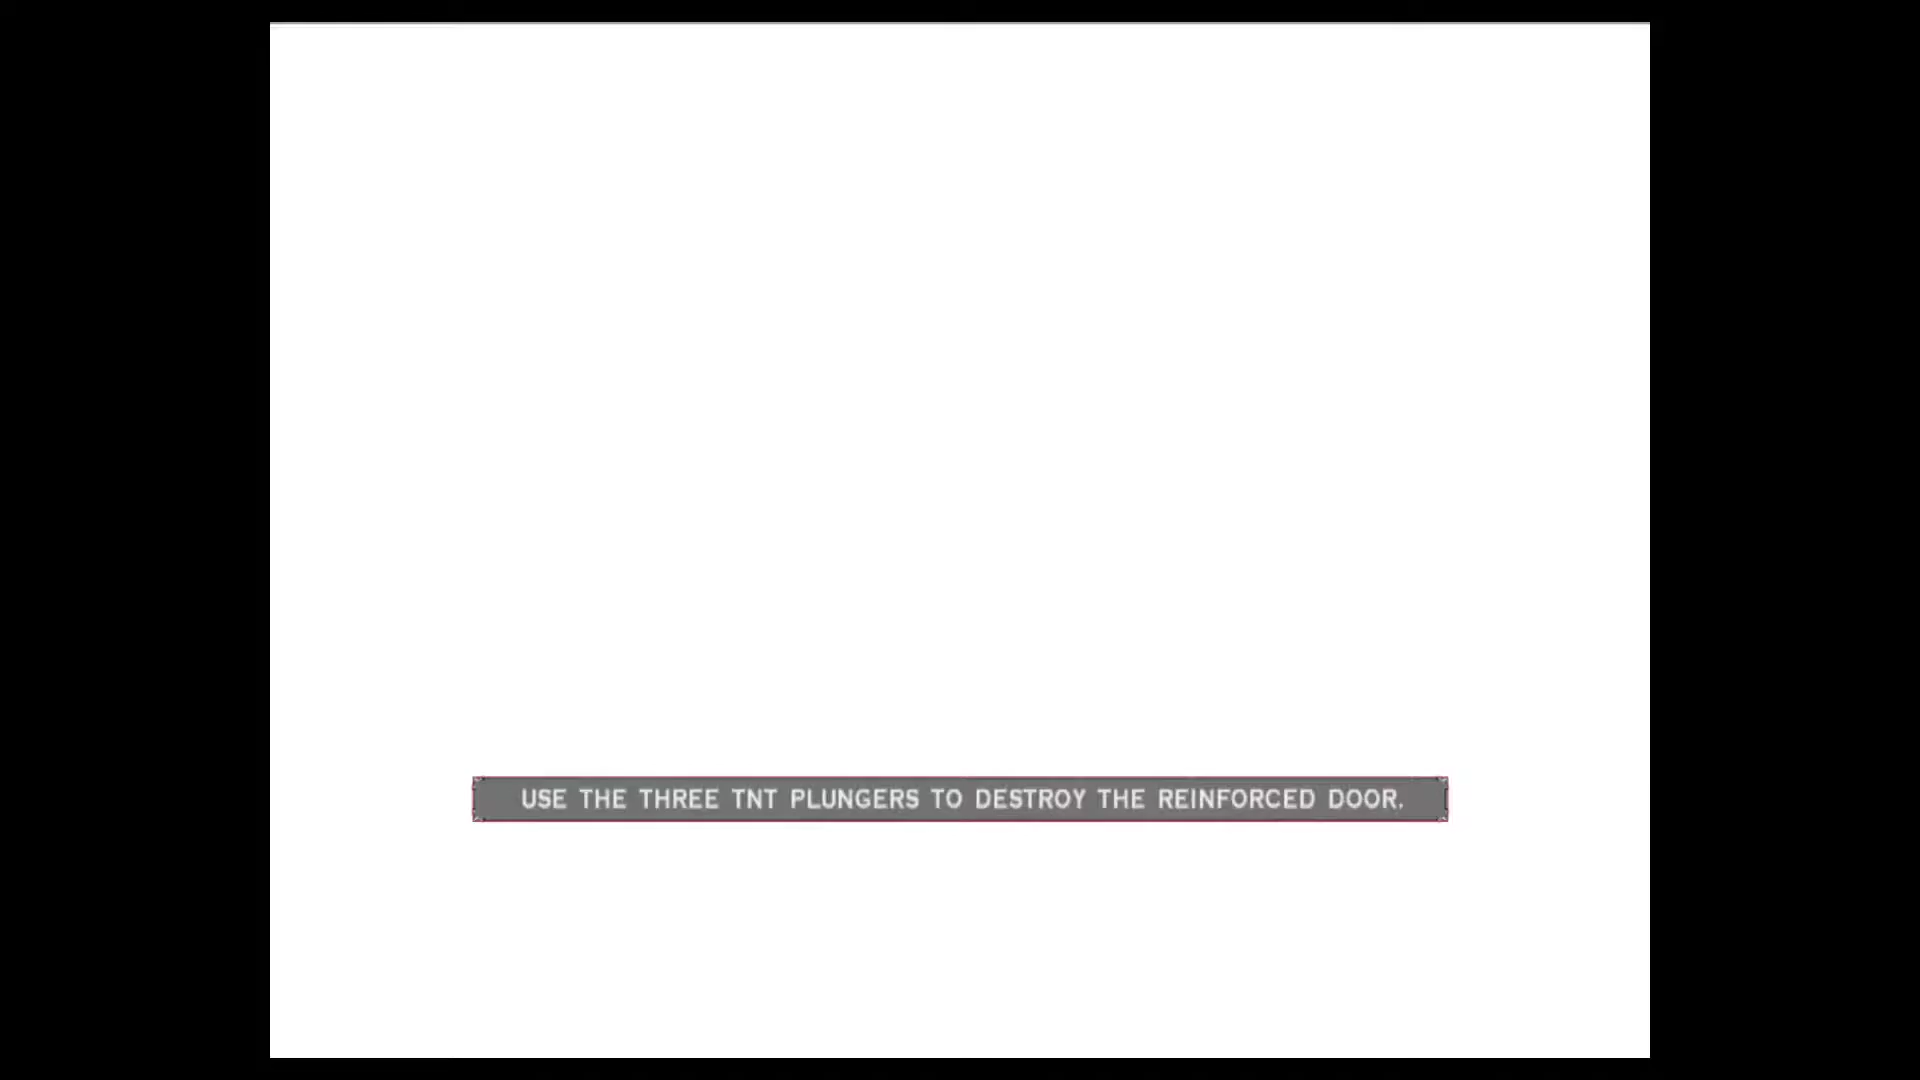 USE THE THREE TNT PLUNGERS TO DESTROY THE REINFORCED DOOR.